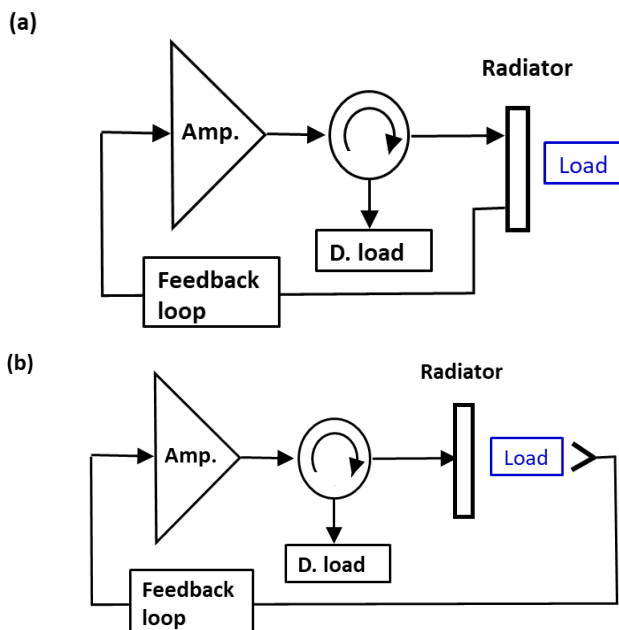 (a)
Radiator
Amp.
Load
D. load
Feedback
loop
(b)
Radiator
Amp.
Load
D. load
Feedback
loop